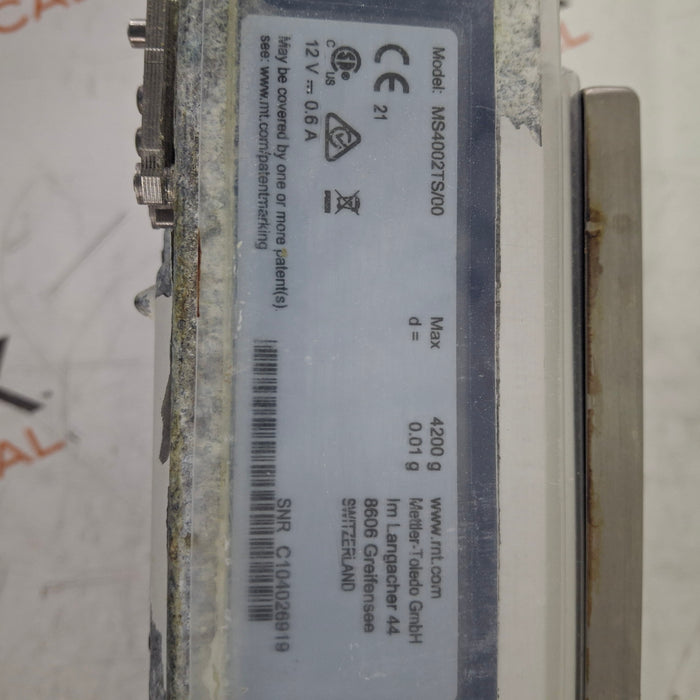 Model: MS4002TS/00
Max 4200 g
d = 0.01 g
CE 21
C US
12 V 0.6 A
May be covered by one or more patent(s).
see: www.mt.com/patentmarking
www.mt.com
Mettler-Toledo GmbH
Im Langacher 44
8606 Greifensee
SWITZERLAND
SNR C104026919
CAL